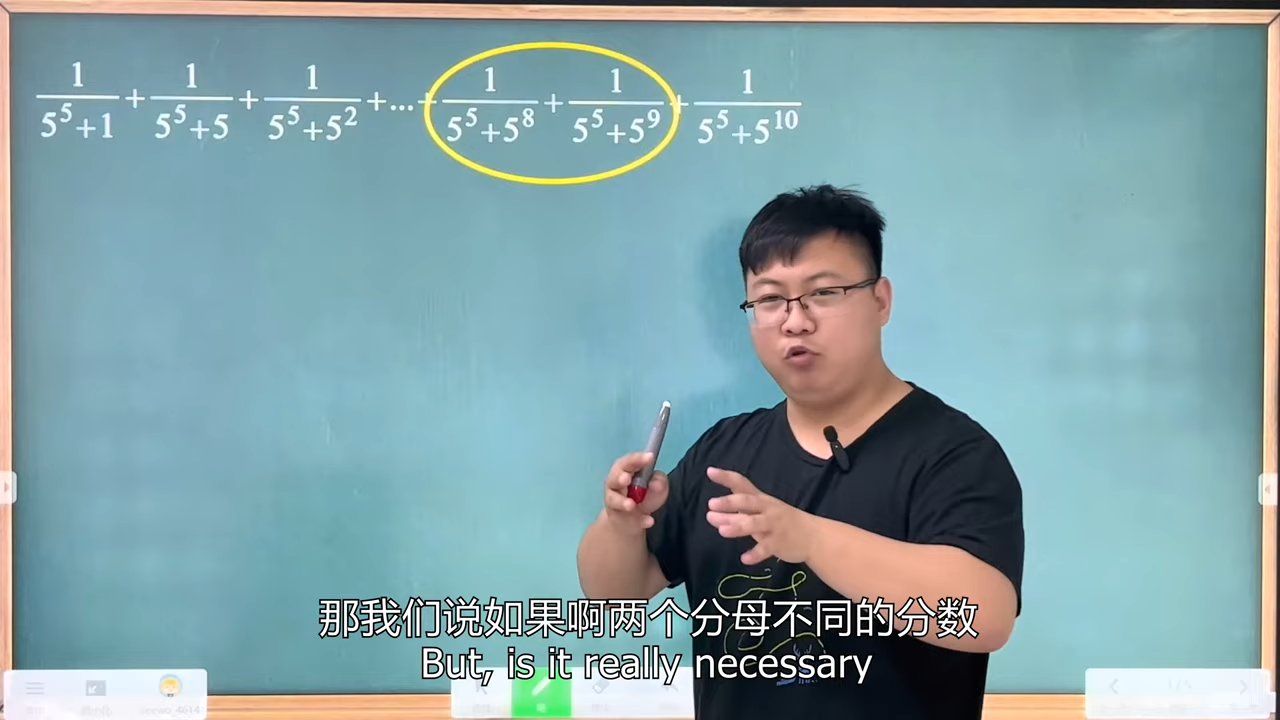 1/(5^5+1) + 1/(5^5+5) + 1/(5^5+5^2) +...+ 1/(5^5+5^8) + 1/(5^5+5^9) + 1/(5^5+5^10)
那我们说如果啊两个分母不同的分数
But, is it really necessary